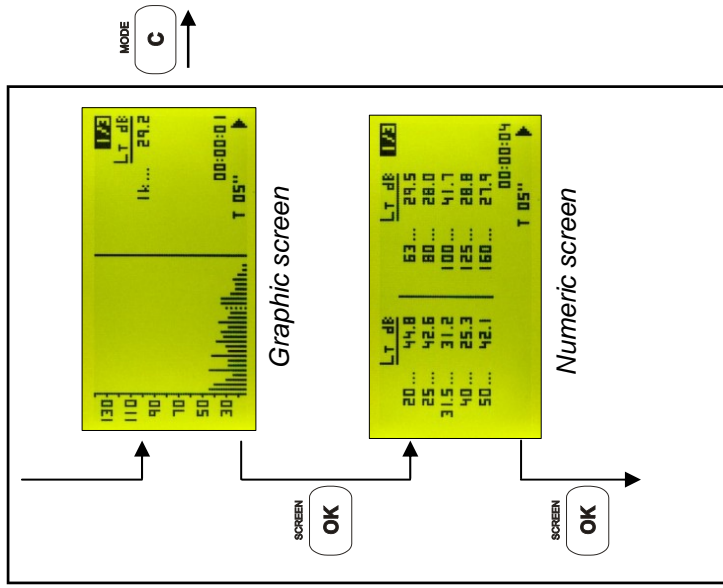 MODE
C
1/3
LT dB
1k... 29.2
130
110
90
70
50
30
00:00:01
T 05"
Graphic screen
SCREEN
OK
1/3
LT dB LT dB
20... 44.8 63... 29.5
25... 42.6 80... 28.0
31.5... 31.2 100... 41.7
40... 25.3 125... 28.8
50... 42.1 160... 27.9
00:00:04
T 05"
Numeric screen
SCREEN
OK